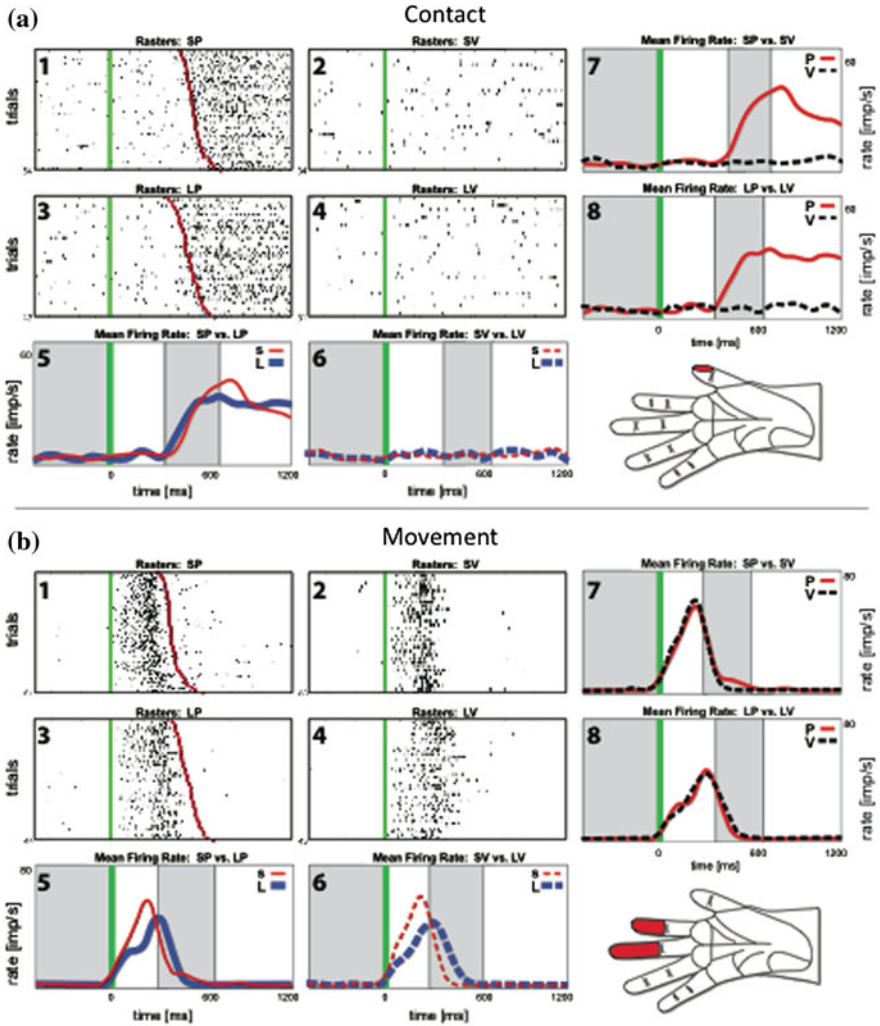 (a) Contact
Rasters: SP
1
trials
Rasters: SV
2
Mean Firing Rate: SP vs. SV
7
P
V
60
rate [imp/s]
Rasters: LP
3
trials
Rasters: LV
4
Mean Firing Rate: LP vs. LV
8
P
V
60
rate [imp/s]
0 600 1200
time [ms]
Mean Firing Rate: SP vs. LP
60
5
s
L
rate [imp/s]
0 600 1200
time [ms]
Mean Firing Rate: SV vs. LV
6
s
L
0 600 1200
time [ms]
(b) Movement
Rasters: SP
1
trials
Rasters: SV
2
Mean Firing Rate: SP vs. SV
7
P
V
80
rate [imp/s]
Rasters: LP
3
trials
Rasters: LV
4
Mean Firing Rate: LP vs. LV
8
P
V
80
rate [imp/s]
0 600 1200
time [ms]
Mean Firing Rate: SP vs. LP
80
5
s
L
rate [imp/s]
0 600 1200
time [ms]
Mean Firing Rate: SV vs. LV
6
s
L
0 600 1200
time [ms]